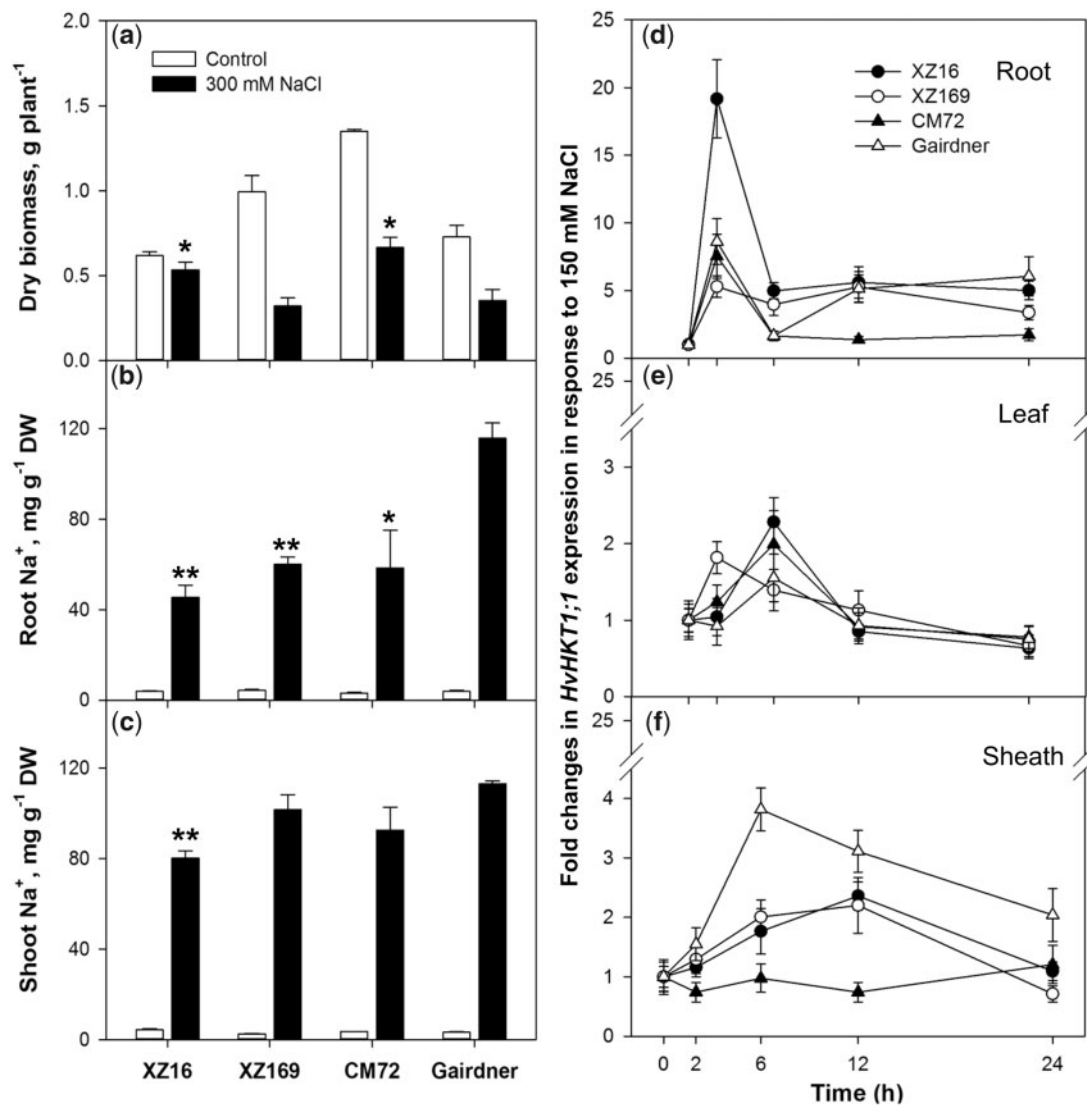 (a)
Control
300 mM NaCl
2.0
1.5
1.0
0.5
0.0
Dry biomass, g plant⁻¹
*
*
(b)
120
80
40
0
Root Na⁺, mg g⁻¹ DW
**
**
*
(c)
120
80
40
0
Shoot Na⁺, mg g⁻¹ DW
**
XZ16 XZ169 CM72 Gairdner
Fold changes in HvHKT1;1 expression in response to 150 mM NaCl
(d)
Root
XZ16
XZ169
CM72
Gairdner
25
20
15
10
5
0
(e)
Leaf
25
3
2
1
0
(f)
Sheath
25
4
3
2
1
0
0 2 6 12 24
Time (h)